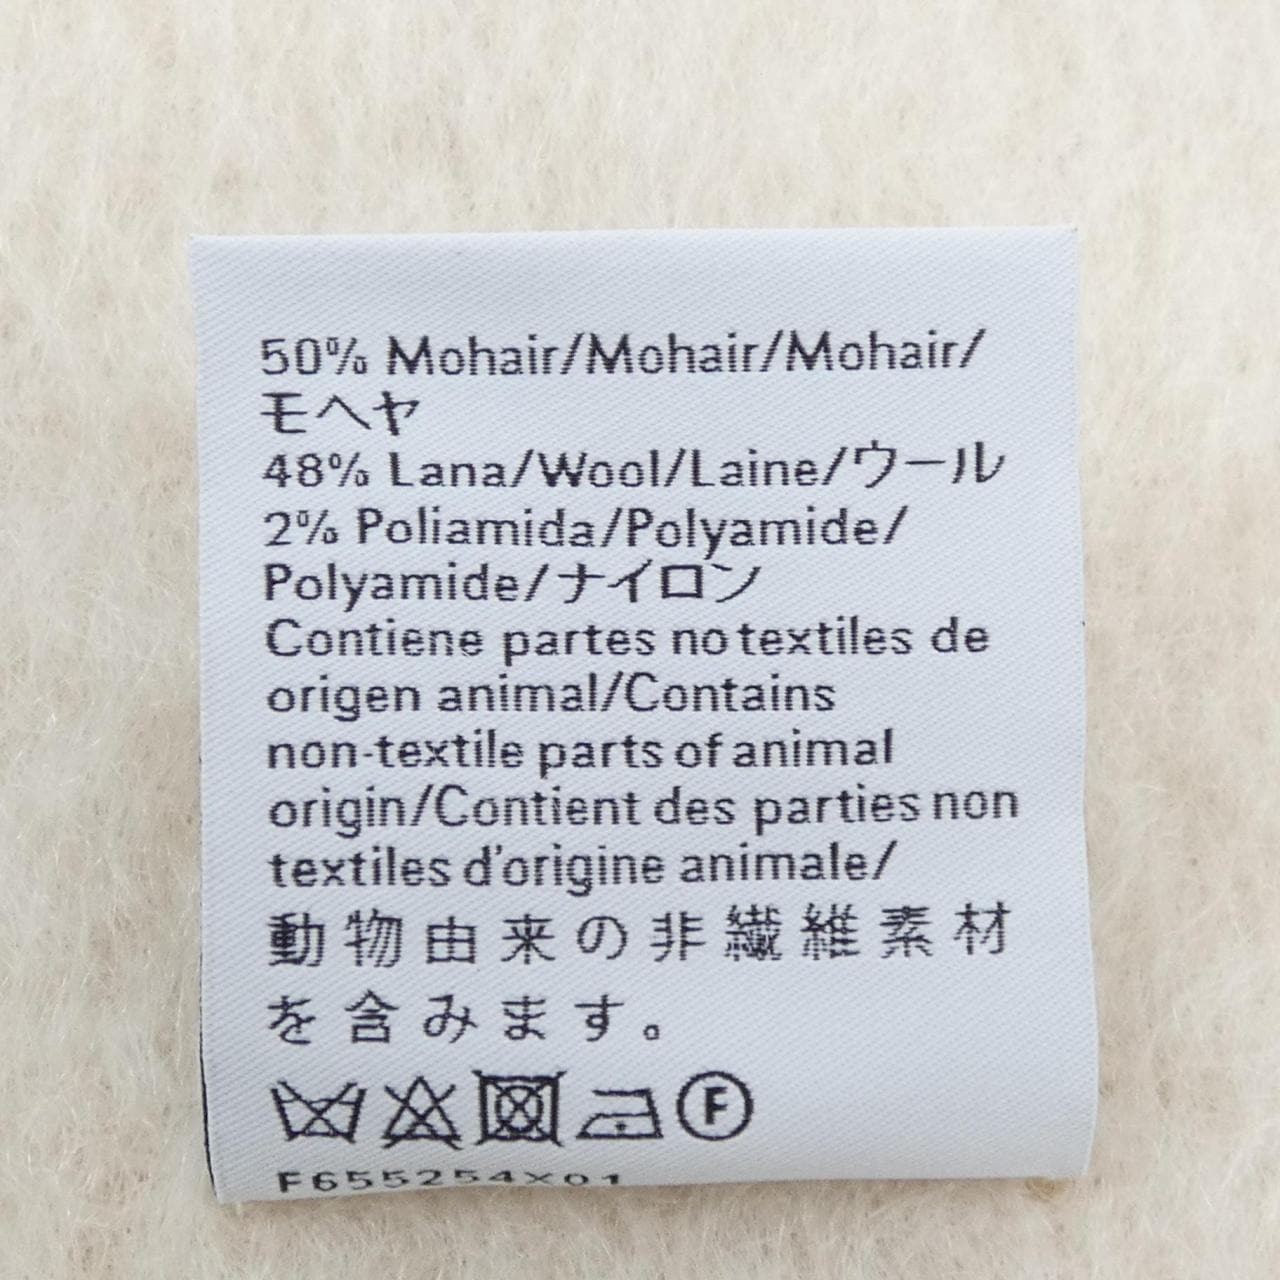 50% Mohair/Mohair/Mohair/
モヘヤ
48% Lana/Wool/Laine/ウール
2% Poliamida/Polyamide/
Polyamide/ナイロン
Contiene partes no textiles de
origen animal/Contains
non-textile parts of animal
origin/Contient des parties non
textiles d'origine animale/
動物由来の非繊維素材
を含みます。
F
F655254X01